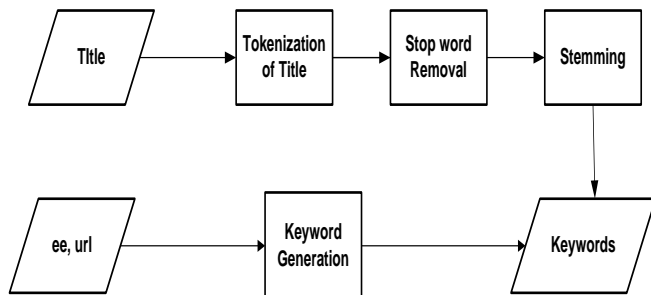 TItle
Tokenization
of Title
Stop word
Removal
Stemming
ee, url
Keyword
Generation
Keywords